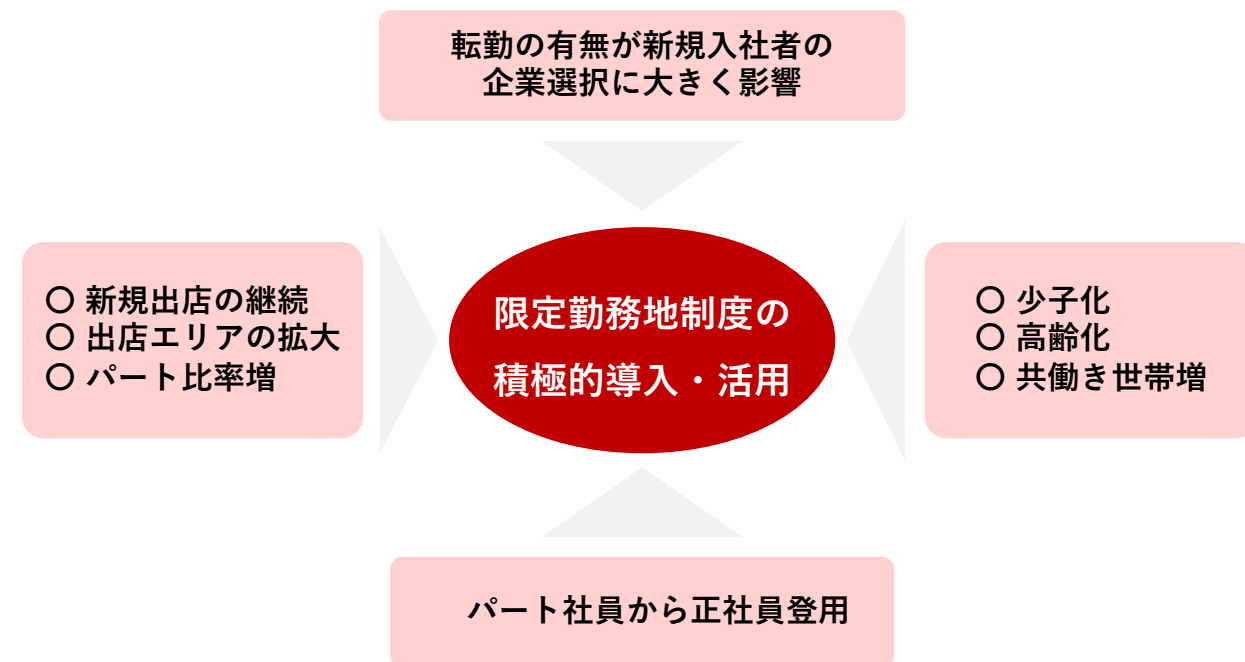 転勤の有無が新規入社者の
企業選択に大きく影響
〇 新規出店の継続
〇 出店エリアの拡大
〇 パート比率増
限定勤務地制度の
積極的導入・活用
〇 少子化
〇 高齢化
〇 共働き世帯増
パート社員から正社員登用